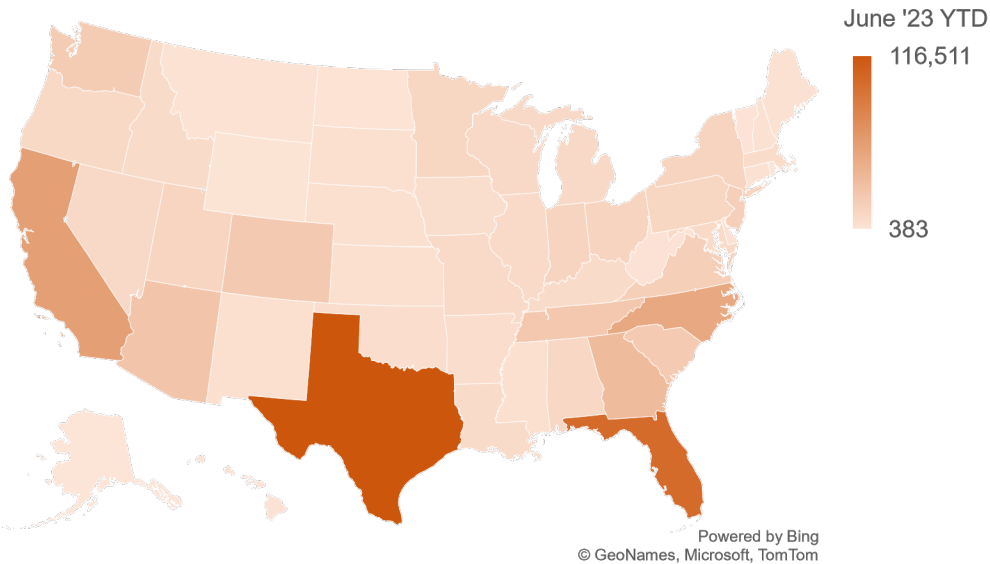 June '23 YTD
116,511
383
Powered by Bing
© GeoNames, Microsoft, TomTom